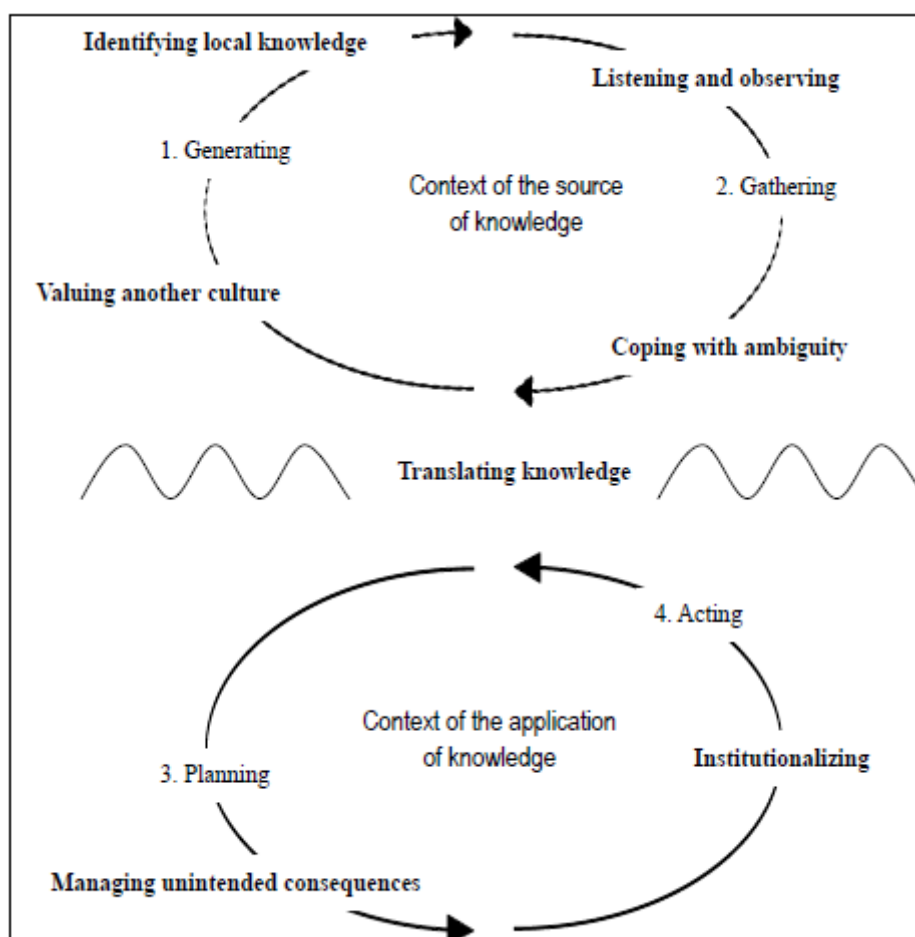 Identifying local knowledge
Listening and observing
1. Generating
Context of the source
of knowledge
2. Gathering
Valuing another culture
Coping with ambiguity
Translating knowledge
4. Acting
Context of the application
of knowledge
Institutionalizing
3. Planning
Managing unintended consequences